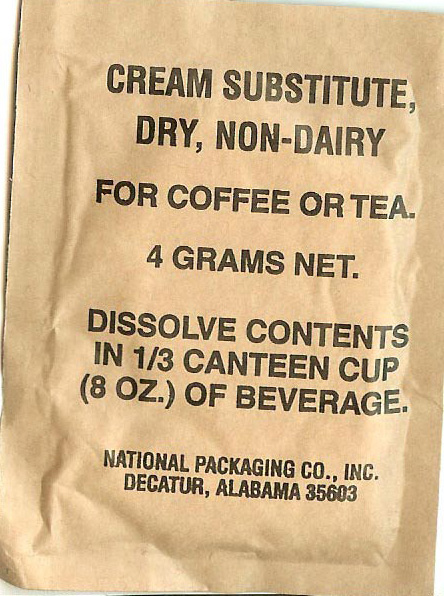 CREAM SUBSTITUTE,
DRY, NON-DAIRY
FOR COFFEE OR TEA.
4 GRAMS NET.
DISSOLVE CONTENTS
IN 1/3 CANTEEN CUP
(8 OZ.) OF BEVERAGE.
NATIONAL PACKAGING CO., INC.
DECATUR, ALABAMA 35603